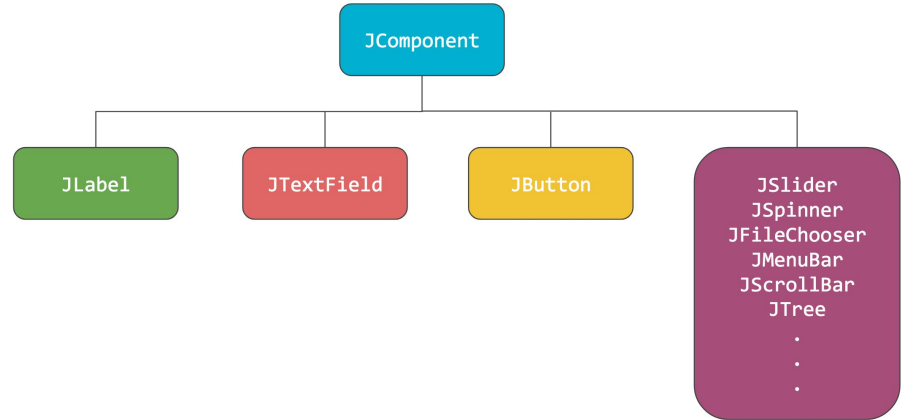 JComponent
JLabel
JTextField
JButton
JSlider
JSpinner
JFileChooser
JMenuBar
JScrollBar
JTree
.
.
.